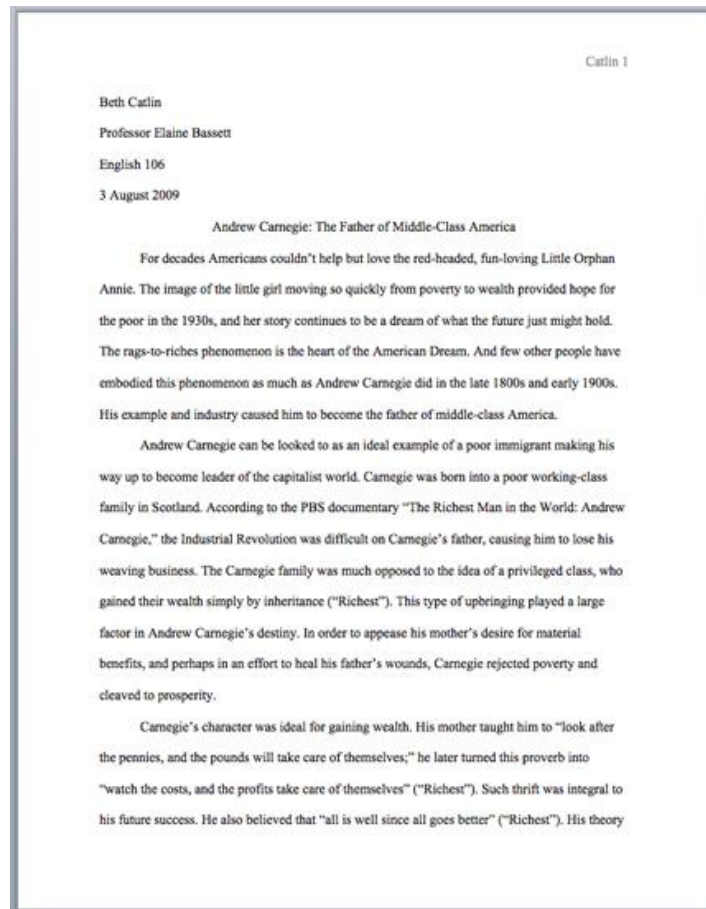 Catlin 1
Beth Catlin
Professor Elaine Bassett
English 106
3 August 2009
Andrew Carnegie: The Father of Middle-Class America
For decades Americans couldn't help but love the red-headed, fun-loving Little Orphan
Annie. The image of the little girl moving so quickly from poverty to wealth provided hope for
the poor in the 1930s, and her story continues to be a dream of what the future just might hold.
The rags-to-riches phenomenon is the heart of the American Dream. And few other people have
embodied this phenomenon as much as Andrew Carnegie did in the late 1800s and early 1900s.
His example and industry caused him to become the father of middle-class America.
Andrew Carnegie can be looked to as an ideal example of a poor immigrant making his
way up to become leader of the capitalist world. Carnegie was born into a poor working-class
family in Scotland. According to the PBS documentary “The Richest Man in the World: Andrew
Carnegie,” the Industrial Revolution was difficult on Carnegie's father, causing him to lose his
weaving business. The Carnegie family was much opposed to the idea of a privileged class, who
gained their wealth simply by inheritance (“Richest”). This type of upbringing played a large
factor in Andrew Carnegie's destiny. In order to appease his mother's desire for material
benefits, and perhaps in an effort to heal his father's wounds, Carnegie rejected poverty and
cleaved to prosperity.
Carnegie's character was ideal for gaining wealth. His mother taught him to “look after
the pennies, and the pounds will take care of themselves;” he later turned this proverb into
“watch the costs, and the profits take care of themselves” (“Richest”). Such thrift was integral to
his future success. He also believed that “all is well since all goes better” (“Richest”). His theory